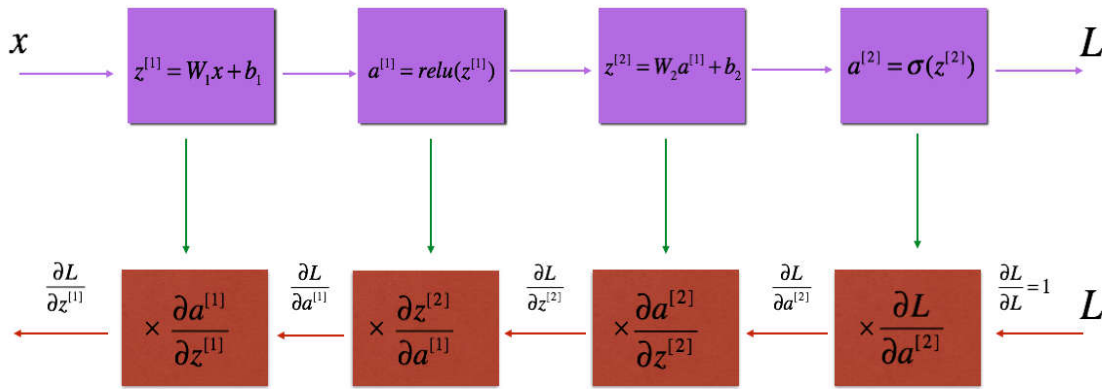 x
z^[1] = W_1 x + b_1
a^[1] = relu(z^[1])
z^[2] = W_2 a^[1] + b_2
a^[2] = σ(z^[2])
L
∂L/∂z^[1]
× ∂a^[1]/∂z^[1]
∂L/∂a^[1]
× ∂z^[2]/∂a^[1]
∂L/∂z^[2]
× ∂a^[2]/∂z^[2]
∂L/∂a^[2]
× ∂L/∂a^[2]
∂L/∂L = 1
L